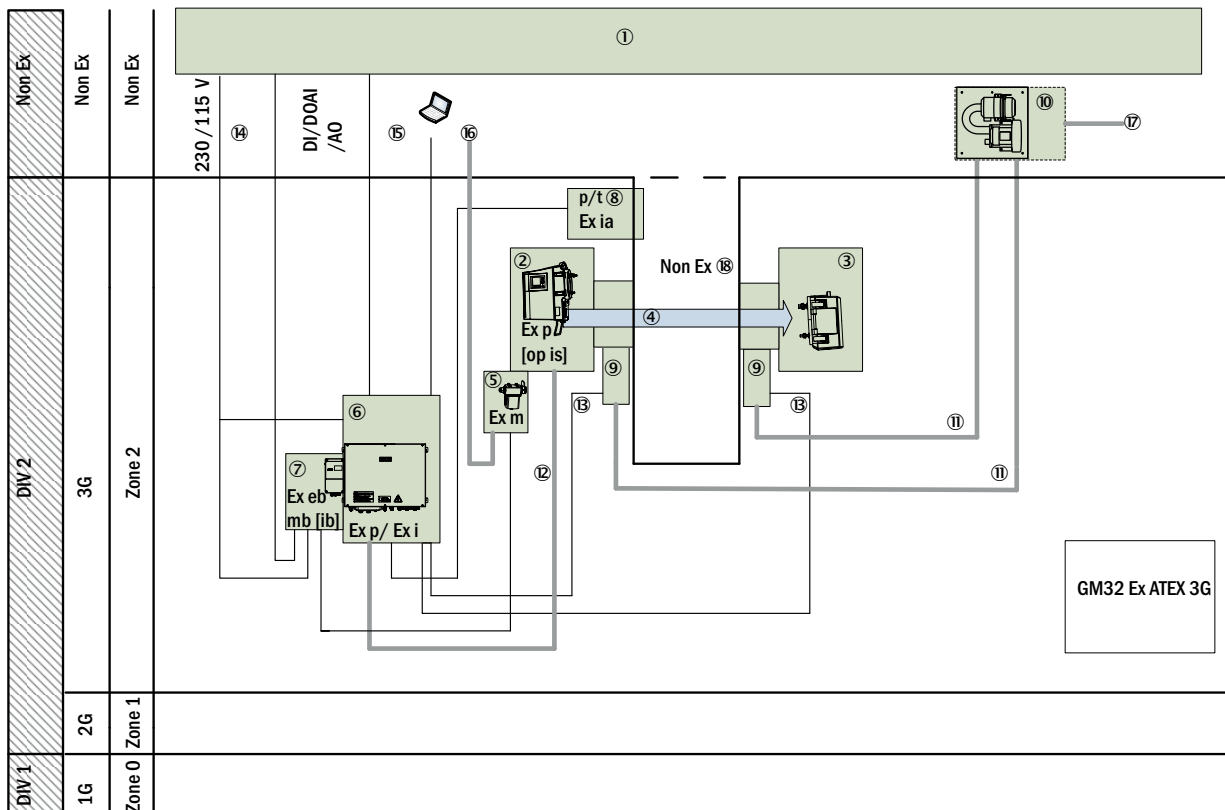 Non Ex
Non Ex
Non Ex
①
230 /115 V
⑭
DI/DOAI
/AO
⑮
⑯
⑩
⑰
DIV 2
3G
Zone 2
p/t ⑧
Ex ia
②
Ex p
[op is]
Non Ex ⑱
③
④
⑤
Ex m
⑨
⑨
⑬
⑬
⑥
⑦
Ex eb
mb [ib]
Ex p/ Ex i
⑫
⑪
⑪
GM32 Ex ATEX 3G
2G
Zone 1
DIV 1
1G
Zone 0